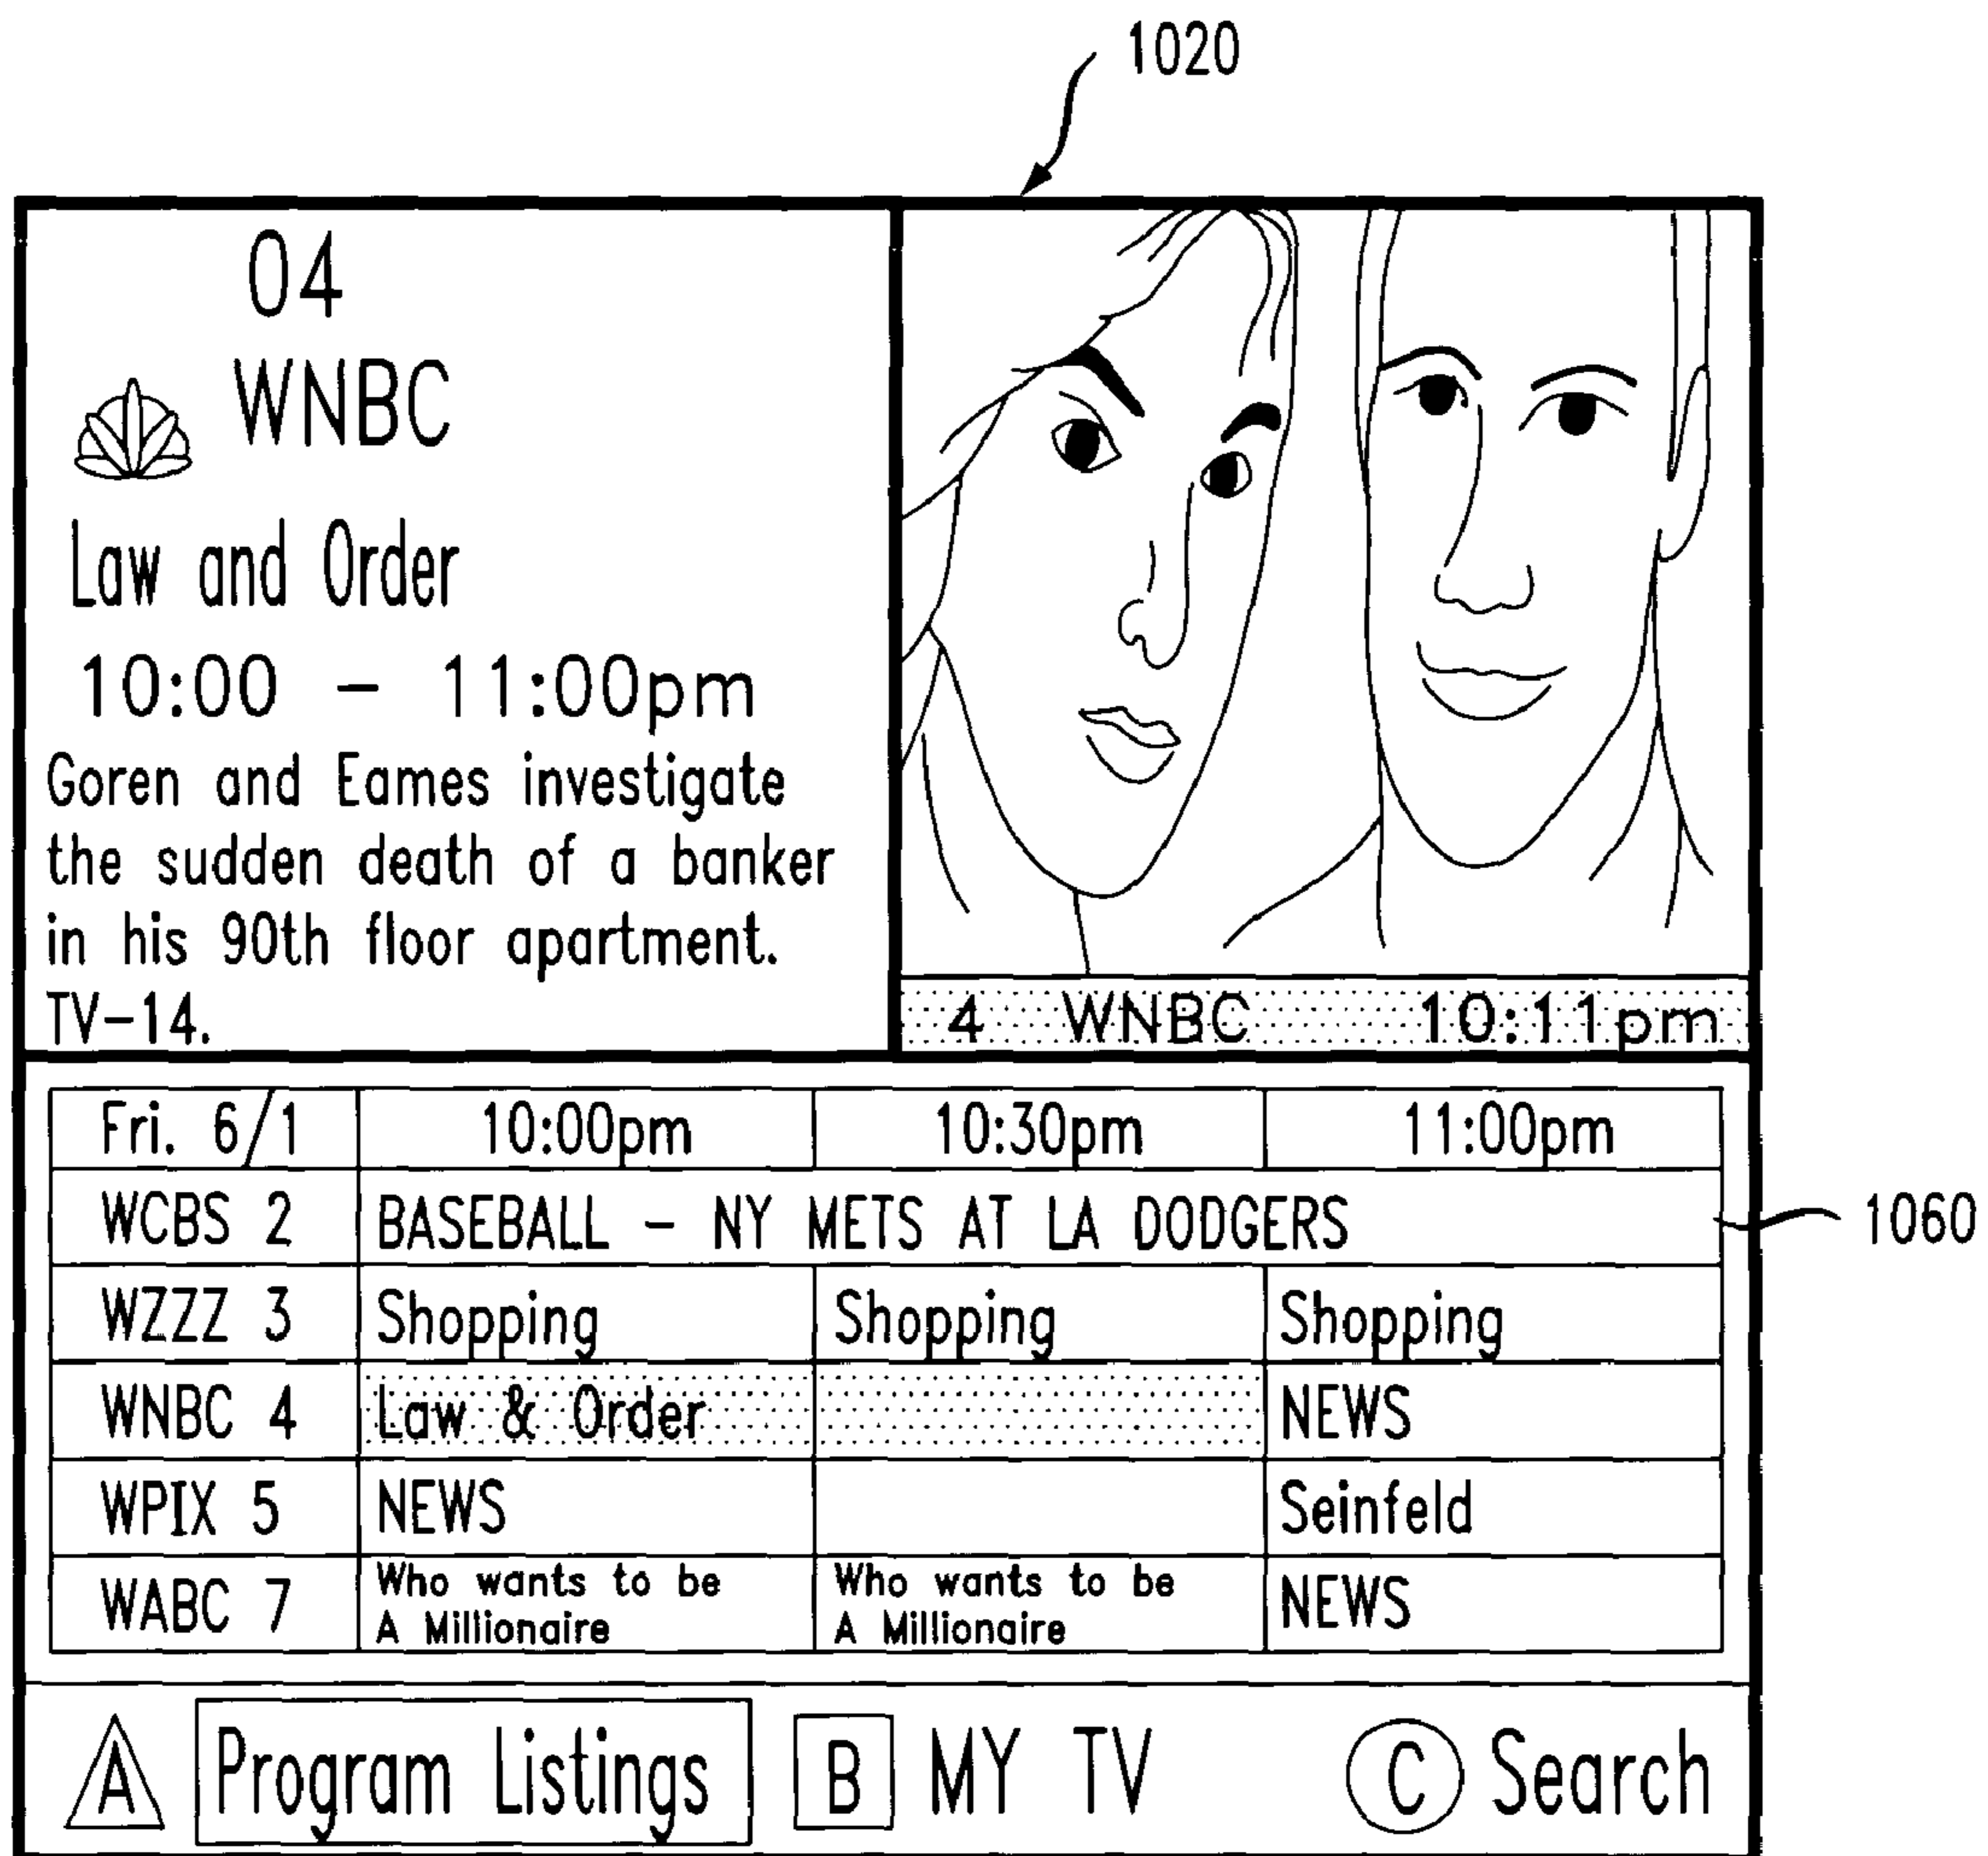 1020
04
WNBC
Law and Order
10:00 - 11:00pm
Goren and Eames investigate
the sudden death of a banker
in his 90th floor apartment.
TV-14.
4 WNBC 10:11pm
Fri. 6/1 10:00pm 10:30pm 11:00pm
WCBS 2 BASEBALL - NY METS AT LA DODGERS
1060
WZZZ 3 Shopping Shopping Shopping
WNBC 4 Law & Order NEWS
WPIX 5 NEWS Seinfeld
WABC 7 Who wants to be A Millionaire Who wants to be A Millionaire NEWS
A Program Listings B MY TV C Search